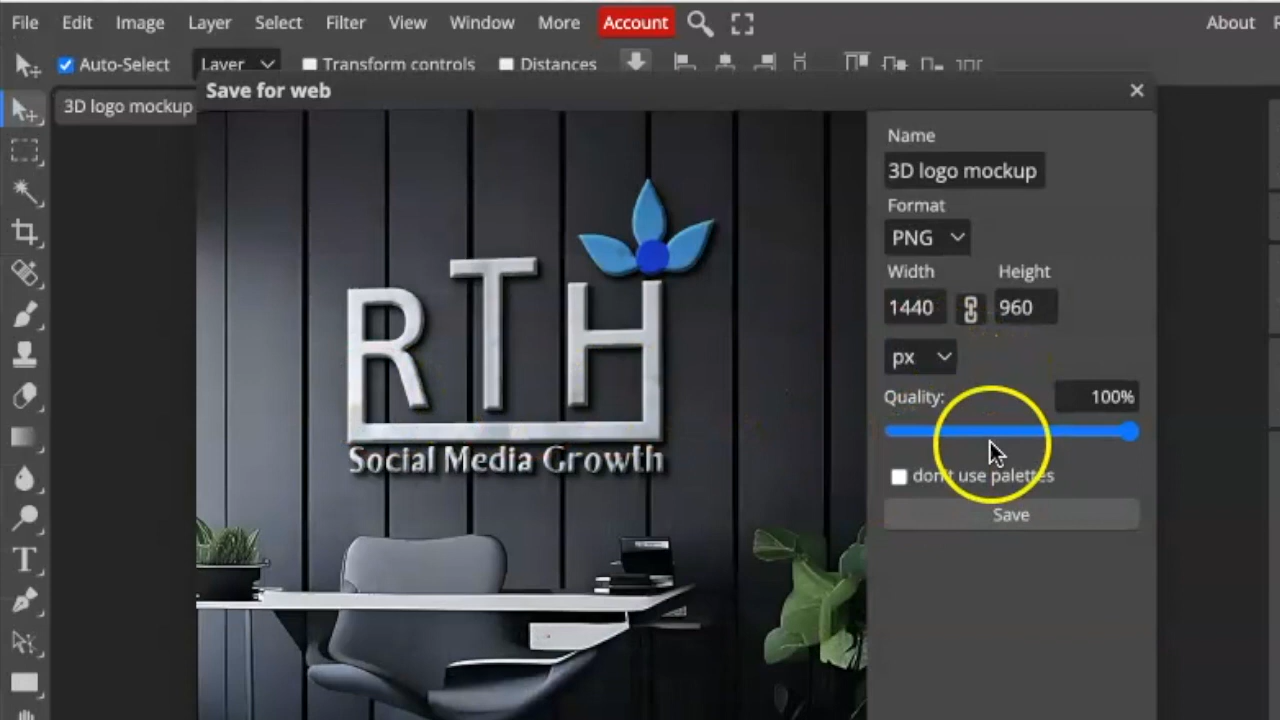 File Edit Image Layer Select Filter View Window More Account About
Auto-Select Layer Transform controls Distances
3D logo mockup
Save for web
Name
3D logo mockup
Format
PNG
Width Height
1440 960
px
Quality: 100%
don't use palettes
Save
RTH
Social Media Growth